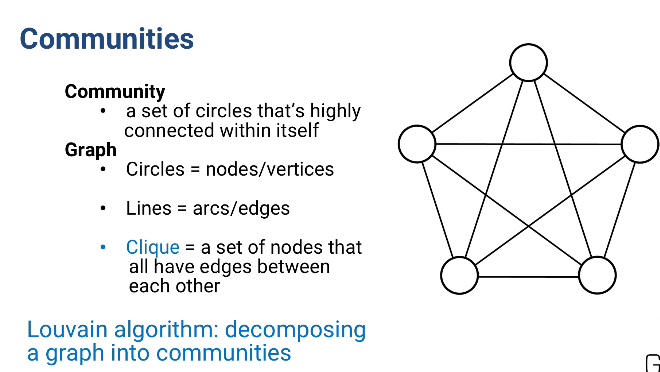 Communities
Community
• a set of circles that's highly
connected within itself
Graph
• Circles = nodes/vertices
• Lines = arcs/edges
• Clique = a set of nodes that
all have edges between
each other
Louvain algorithm: decomposing
a graph into communities